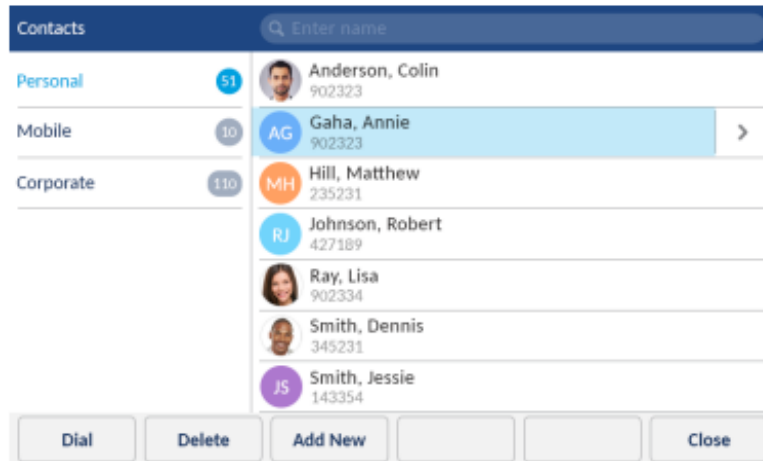 Contacts
Enter name
Personal 51
Mobile 10
Corporate 110
Anderson, Colin
902323
AG Gaha, Annie
902323
MH Hill, Matthew
235231
RJ Johnson, Robert
427189
Ray, Lisa
902334
Smith, Dennis
345231
JS Smith, Jessie
143354
Dial Delete Add New Close